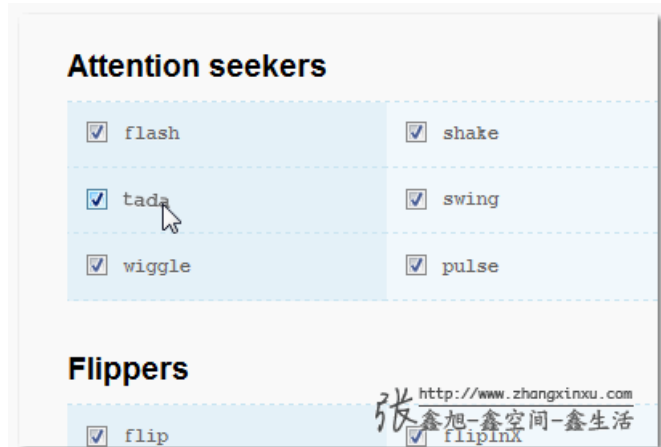 Attention seekers
flash shake
tada swing
wiggle pulse
Flippers
http://www.zhangxinxu.com
张 鑫旭-鑫空间-鑫生活
flip flipInX